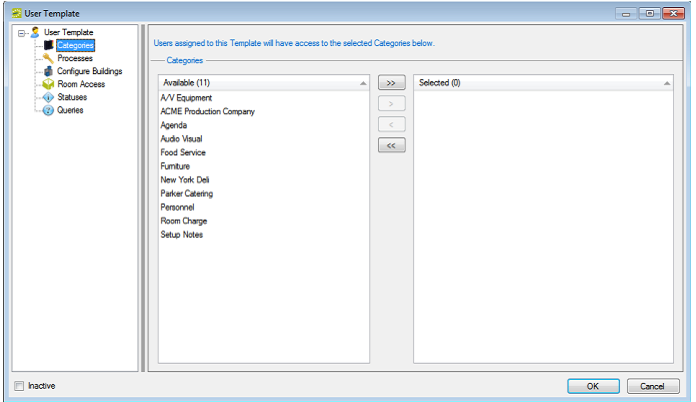 User Template
User Template
Categories
Processes
Configure Buildings
Room Access
Statuses
Queries
Users assigned to this Template will have access to the selected Categories below.
Categories
Available (11)
A/V Equipment
ACME Production Company
Agenda
Audio Visual
Food Service
Furniture
New York Deli
Parker Catering
Personnel
Room Charge
Setup Notes
>>
>
<
<<
Selected (0)
Inactive
OK
Cancel